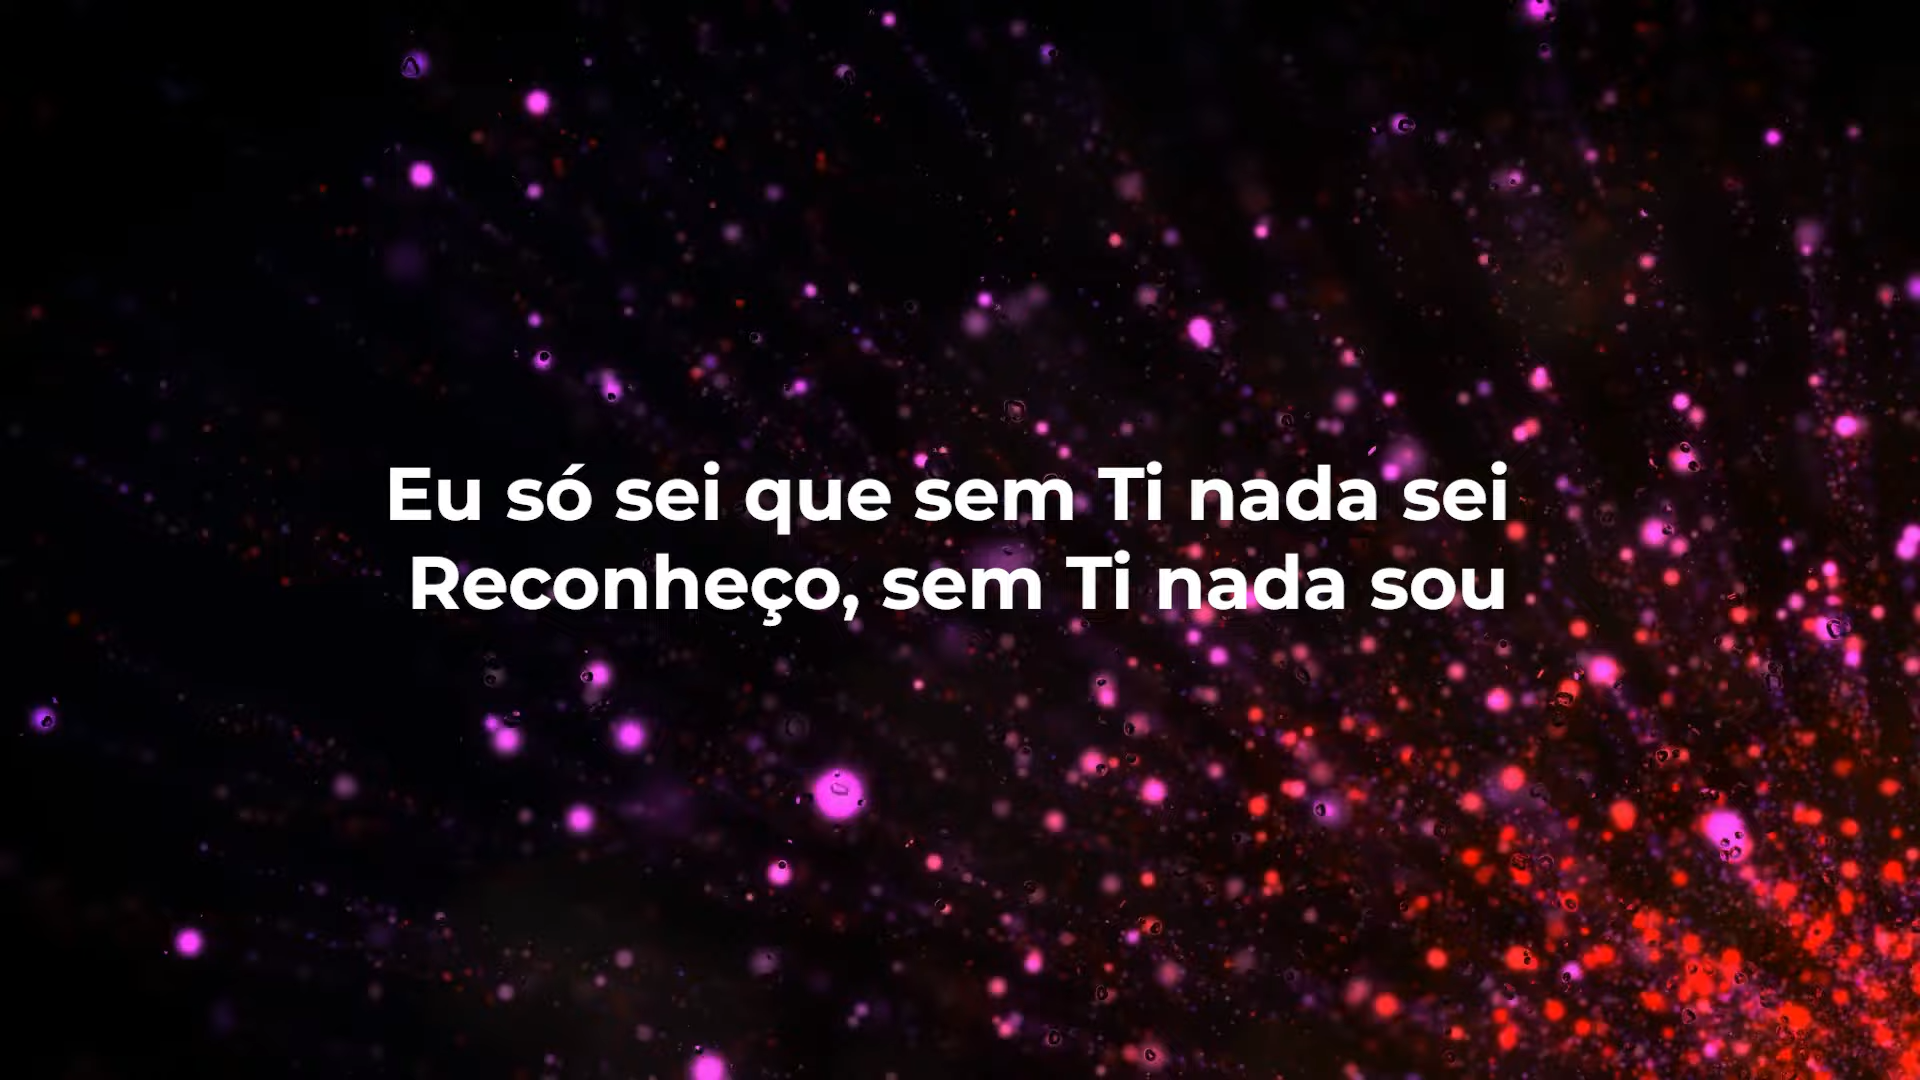 Eu só sei que sem Ti nada sei
Reconheço, sem Ti nada sou